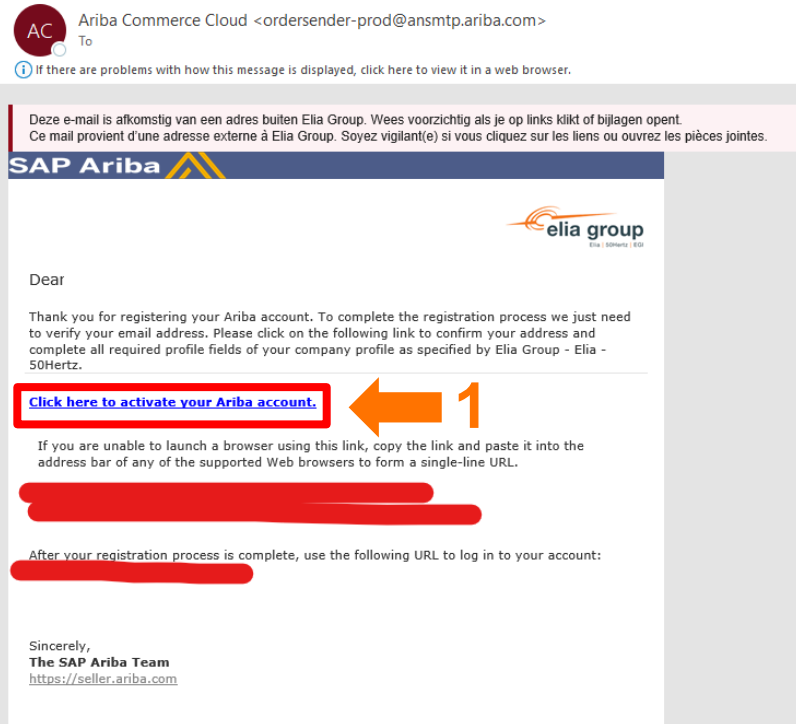 AC
Ariba Commerce Cloud <ordersender-prod@ansmtp.ariba.com>
To
If there are problems with how this message is displayed, click here to view it in a web browser.
Deze e-mail is afkomstig van een adres buiten Elia Group. Wees voorzichtig als je op links klikt of bijlagen opent.
Ce mail provient d'une adresse externe à Elia Group. Soyez vigilant(e) si vous cliquez sur les liens ou ouvrez les pièces jointes.
SAP Ariba
elia group
Elia | 50Hertz | EGI
Dear
Thank you for registering your Ariba account. To complete the registration process we just need
to verify your email address. Please click on the following link to confirm your address and
complete all required profile fields of your company profile as specified by Elia Group - Elia -
50Hertz.
Click here to activate your Ariba account.
1
If you are unable to launch a browser using this link, copy the link and paste it into the
address bar of any of the supported Web browsers to form a single-line URL.
After your registration process is complete, use the following URL to log in to your account:
Sincerely,
The SAP Ariba Team
https://seller.ariba.com